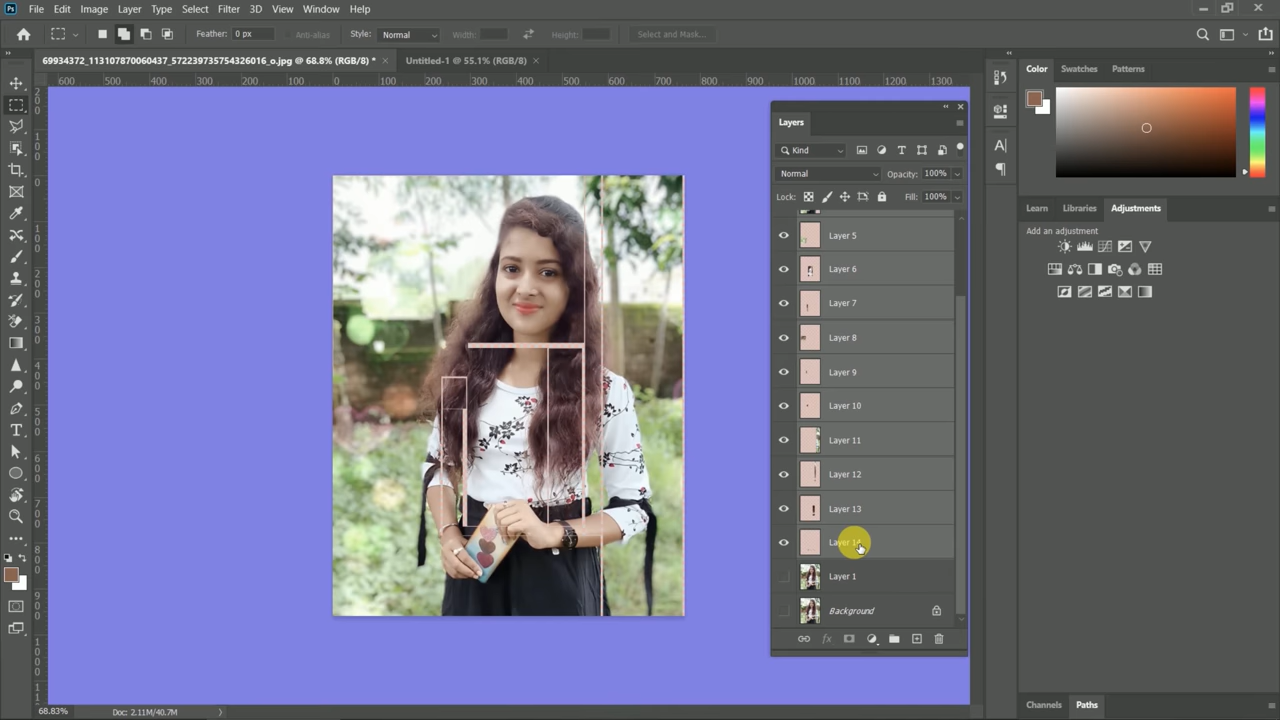 Ps File Edit Image Layer Type Select Filter 3D View Window Help
Feather: 0 px Anti-alias Style: Normal Width: Height: Select and Mask...
69934372_113107870060437_572239735754326016_o.jpg @ 68.8% (RGB/8) * × Untitled-1 @ 55.1% (RGB/8) ×
600 500 400 300 200 100 0 100 200 300 400 500 600 700 800 900 1000 1100 1200 1300
Color Swatches Patterns
Layers
Kind
Normal Opacity: 100%
Lock: Fill: 100%
Learn Libraries Adjustments
Add an adjustment
Layer 5
Layer 6
Layer 7
Layer 8
Layer 9
Layer 10
Layer 11
Layer 12
Layer 13
Layer 14
Layer 1
Background
fx
Channels Paths
68.83% Doc: 2.11M/40.7M